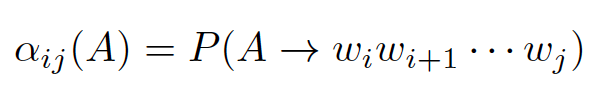 α_{ij}(A) = P(A → w_i w_{i+1} ⋯ w_j)